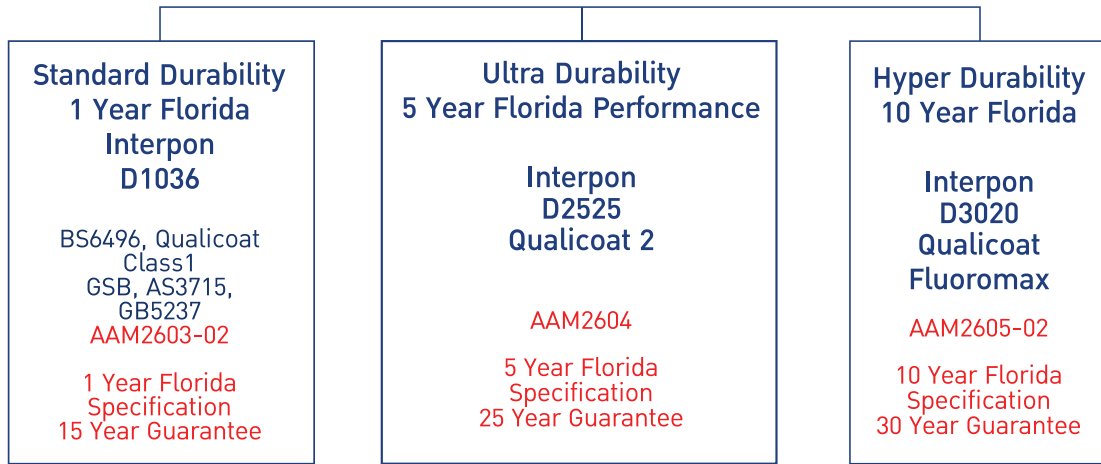 Standard Durability
1 Year Florida
Interpon
D1036
BS6496, Qualicoat
Class1
GSB, AS3715,
GB5237
AAM2603-02
1 Year Florida
Specification
15 Year Guarantee
Ultra Durability
5 Year Florida Performance
Interpon
D2525
Qualicoat 2
AAM2604
5 Year Florida
Specification
25 Year Guarantee
Hyper Durability
10 Year Florida
Interpon
D3020
Qualicoat
Fluoromax
AAM2605-02
10 Year Florida
Specification
30 Year Guarantee